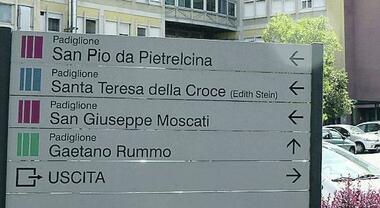 Padiglione
San Pio da Pietrelcina
Padiglione
Santa Teresa della Croce (Edith Stein)
Padiglione
San Giuseppe Moscati
Padiglione
Gaetano Rummo
USCITA